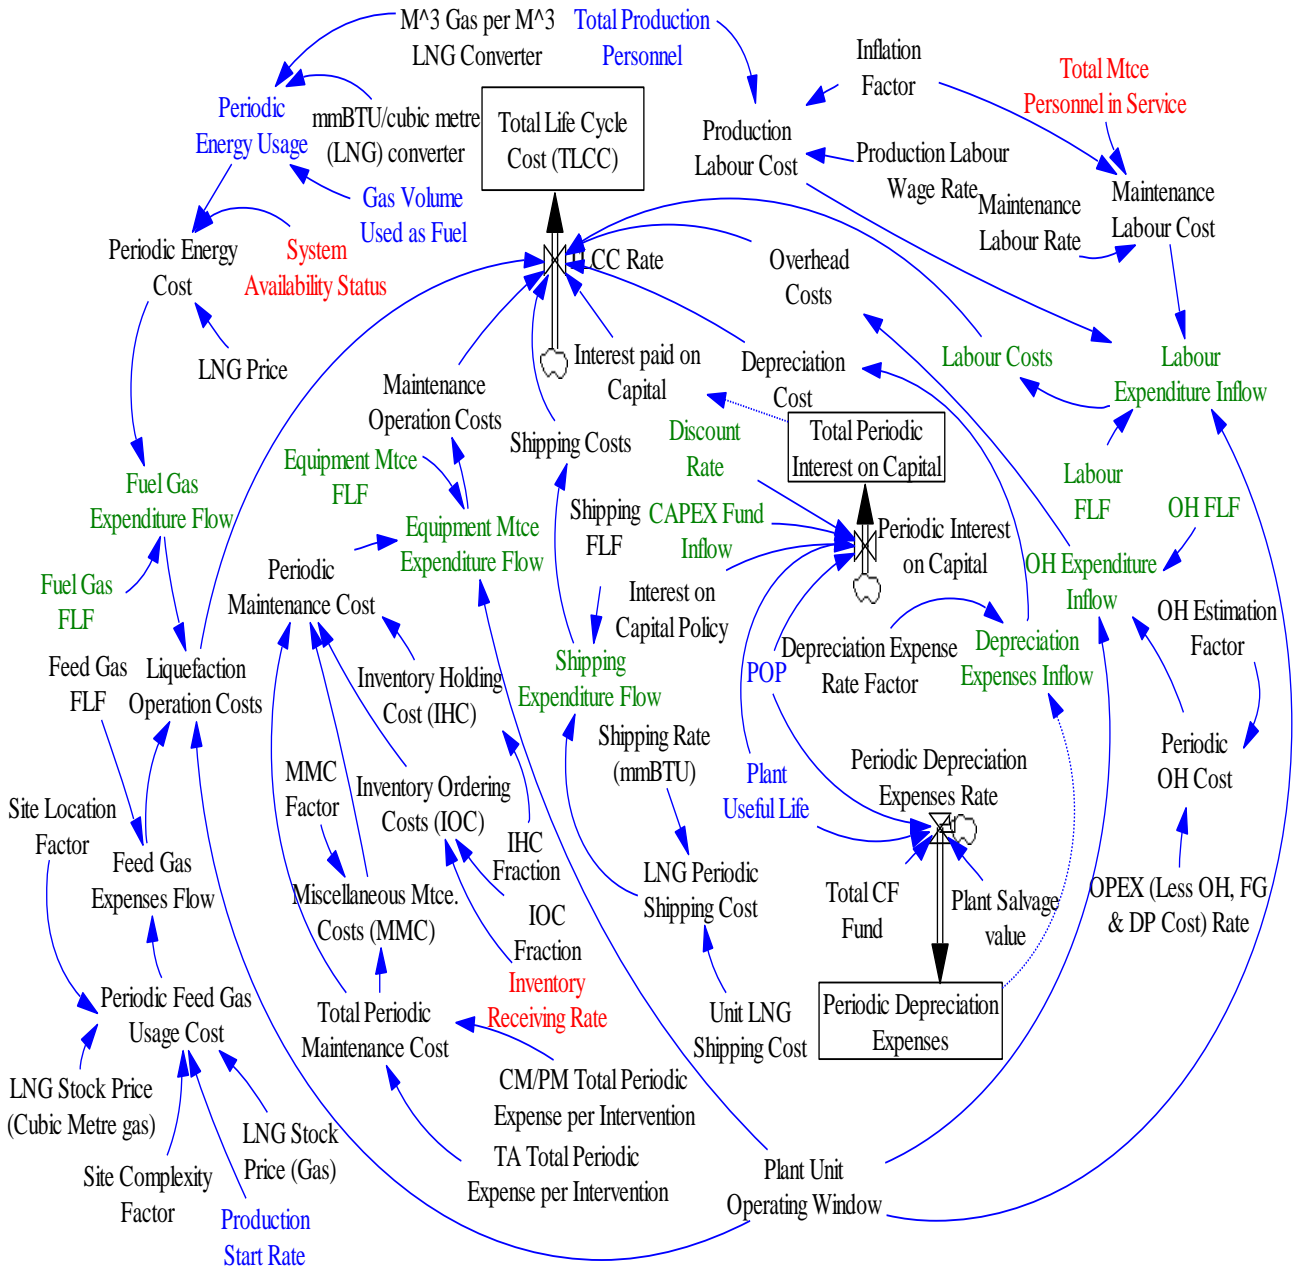 M^3 Gas per M^3
LNG Converter
Total Production
Personnel
Inflation
Factor
Total Mtce
Personnel in Service
Periodic
Energy Usage
mmBTU/cubic metre
(LNG) converter
Total Life Cycle
Cost (TLCC)
Production
Labour Cost
Production Labour
Wage Rate
Maintenance
Labour Rate
Maintenance
Labour Cost
Gas Volume
Used as Fuel
Periodic Energy
Cost
System
Availability Status
LCC Rate
Overhead
Costs
LNG Price
Interest paid on
Capital
Depreciation
Cost
Labour Costs
Labour
Expenditure Inflow
Maintenance
Operation Costs
Shipping Costs
Discount
Rate
Total Periodic
Interest on Capital
Equipment Mtce
FLF
Fuel Gas
Expenditure Flow
Labour
FLF
OH FLF
Shipping
FLF
CAPEX Fund
Inflow
Periodic Interest
on Capital
Equipment Mtce
Expenditure Flow
OH Expenditure
Inflow
Fuel Gas
FLF
Periodic
Maintenance Cost
Interest on
Capital Policy
OH Estimation
Factor
Feed Gas
FLF
Liquefaction
Operation Costs
Inventory Holding
Cost (IHC)
Shipping
Expenditure Flow
POP
Depreciation Expense
Rate Factor
Depreciation
Expenses Inflow
Shipping Rate
(mmBTU)
Periodic
OH Cost
MMC
Factor
Inventory Ordering
Costs (IOC)
Plant
Useful Life
Periodic Depreciation
Expenses Rate
Site Location
Factor
IHC
Fraction
Feed Gas
Expenses Flow
Miscellaneous Mtce.
Costs (MMC)
LNG Periodic
Shipping Cost
Total CF
Fund
Plant Salvage
value
OPEX (Less OH, FG
& DP Cost) Rate
IOC
Fraction
Inventory
Receiving Rate
Periodic Feed Gas
Usage Cost
Total Periodic
Maintenance Cost
Unit LNG
Shipping Cost
Periodic Depreciation
Expenses
LNG Stock Price
(Cubic Metre gas)
CM/PM Total Periodic
Expense per Intervention
LNG Stock
Price (Gas)
Site Complexity
Factor
TA Total Periodic
Expense per Intervention
Plant Unit
Operating Window
Production
Start Rate